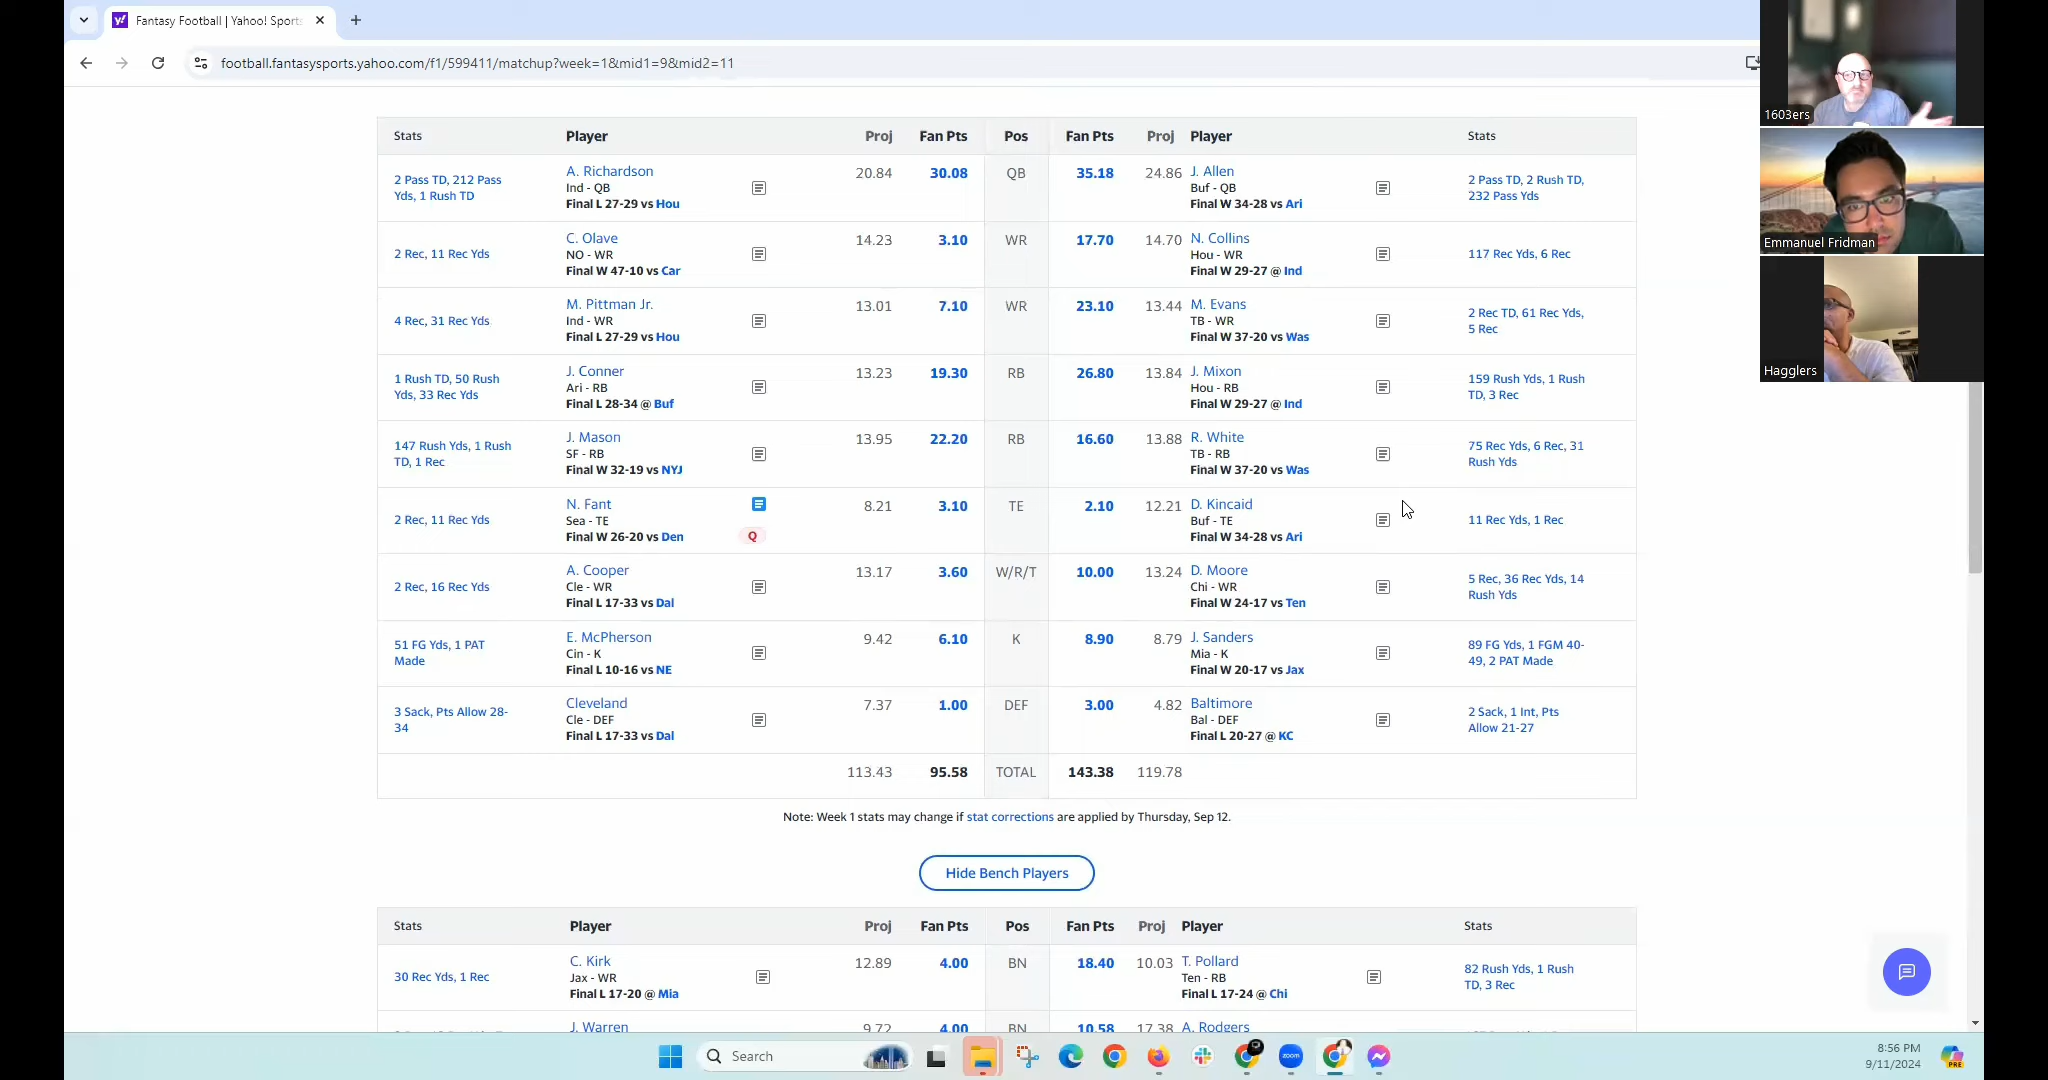 Fantasy Football | Yahoo! Sports
football.fantasysports.yahoo.com/f1/599411/matchup?week=1&mid1=9&mid2=11
1603ers
Emmanuel Fridman
Hagglers
Stats Player Proj Fan Pts Pos Fan Pts Proj Player Stats
2 Pass TD, 212 Pass Yds, 1 Rush TD A. Richardson 20.84 30.08 QB 35.18 24.86 J. Allen 2 Pass TD, 2 Rush TD, 232 Pass Yds
Ind - QB Buf - QB
Final L 27-29 vs Hou Final W 34-28 vs Ari
2 Rec, 11 Rec Yds C. Olave 14.23 3.10 WR 17.70 14.70 N. Collins 117 Rec Yds, 6 Rec
NO - WR Hou - WR
Final W 47-10 vs Car Final W 29-27 @ Ind
4 Rec, 31 Rec Yds M. Pittman Jr. 13.01 7.10 WR 23.10 13.44 M. Evans 2 Rec TD, 61 Rec Yds, 5 Rec
Ind - WR TB - WR
Final L 27-29 vs Hou Final W 37-20 vs Was
1 Rush TD, 50 Rush Yds, 33 Rec Yds J. Conner 13.23 19.30 RB 26.80 13.84 J. Mixon 159 Rush Yds, 1 Rush TD, 3 Rec
Ari - RB Hou - RB
Final L 28-34 @ Buf Final W 29-27 @ Ind
147 Rush Yds, 1 Rush TD, 1 Rec J. Mason 13.95 22.20 RB 16.60 13.88 R. White 75 Rec Yds, 6 Rec, 31 Rush Yds
SF - RB TB - RB
Final W 32-19 vs NYJ Final W 37-20 vs Was
2 Rec, 11 Rec Yds N. Fant 8.21 3.10 TE 2.10 12.21 D. Kincaid 11 Rec Yds, 1 Rec
Sea - TE Buf - TE
Final W 26-20 vs Den Q Final W 34-28 vs Ari
2 Rec, 16 Rec Yds A. Cooper 13.17 3.60 W/R/T 10.00 13.24 D. Moore 5 Rec, 36 Rec Yds, 14 Rush Yds
Cle - WR Chi - WR
Final L 17-33 vs Dal Final W 24-17 vs Ten
51 FG Yds, 1 PAT Made E. McPherson 9.42 6.10 K 8.90 8.79 J. Sanders 89 FG Yds, 1 FGM 40-49, 2 PAT Made
Cin - K Mia - K
Final L 10-16 vs NE Final W 20-17 vs Jax
3 Sack, Pts Allow 28-34 Cleveland 7.37 1.00 DEF 3.00 4.82 Baltimore 2 Sack, 1 Int, Pts Allow 21-27
Cle - DEF Bal - DEF
Final L 17-33 vs Dal Final L 20-27 @ KC
113.43 95.58 TOTAL 143.38 119.78
Note: Week 1 stats may change if stat corrections are applied by Thursday, Sep 12.
Hide Bench Players
Stats Player Proj Fan Pts Pos Fan Pts Proj Player Stats
30 Rec Yds, 1 Rec C. Kirk 12.89 4.00 BN 18.40 10.03 T. Pollard 82 Rush Yds, 1 Rush TD, 3 Rec
Jax - WR Ten - RB
Final L 17-20 @ Mia Final L 17-24 @ Chi
J. Warren 9.72 4.00 BN 10.58 17.38 A. Rodgers
Search
zoom
8:56 PM
9/11/2024
PRE